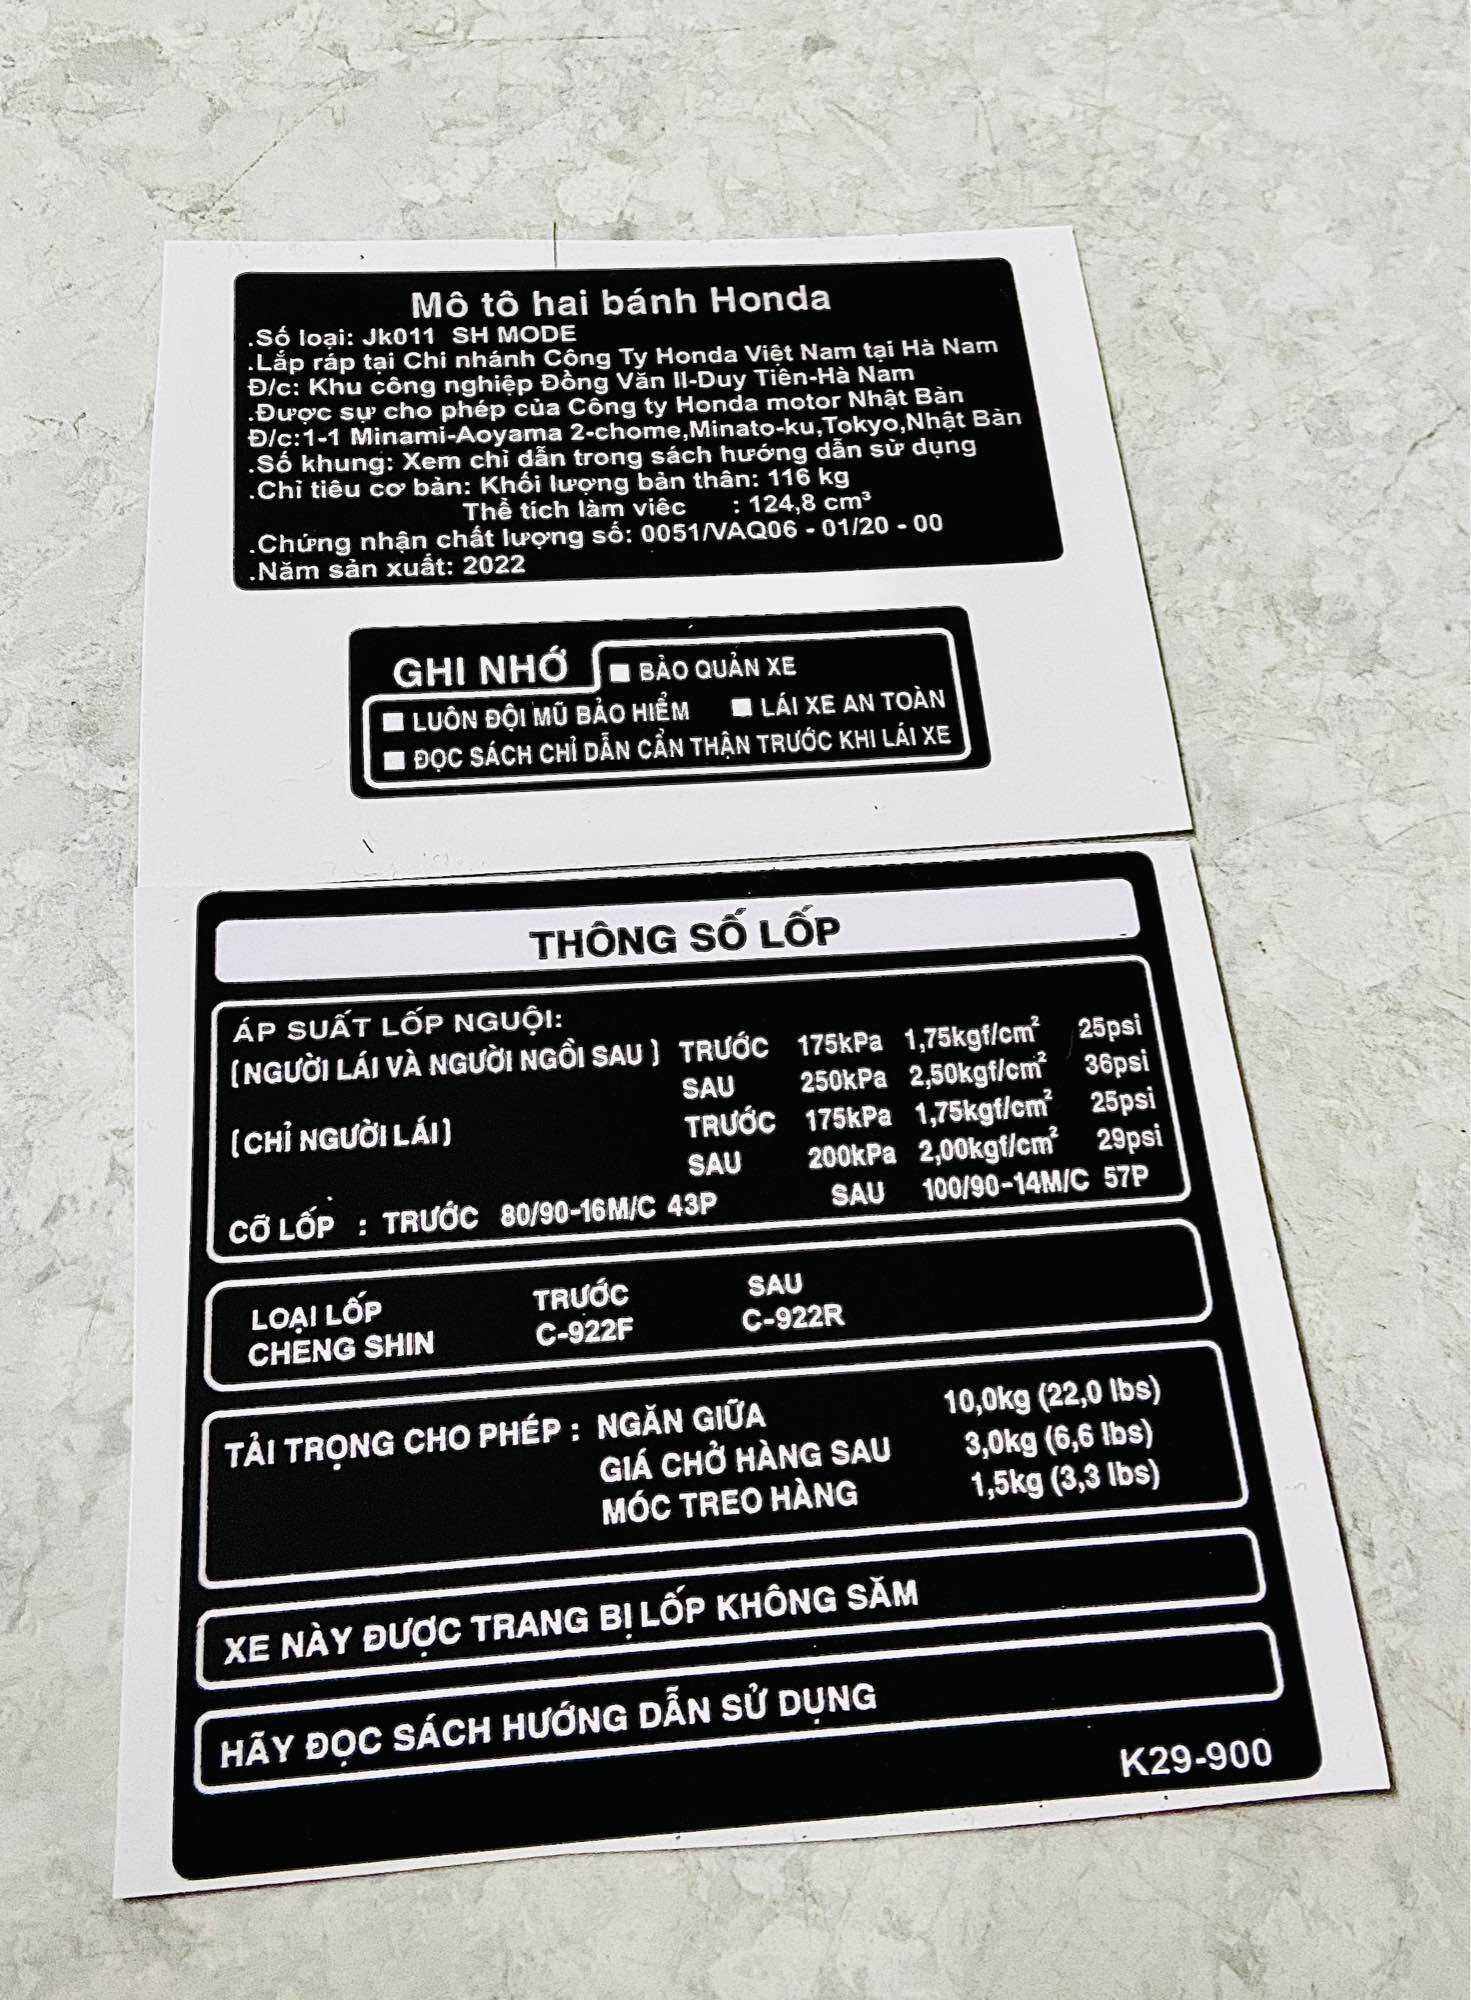 Mô tô hai bánh Honda
.Số loại: Jk011 SH MODE
.Lắp ráp tại Chi nhánh Công Ty Honda Việt Nam tại Hà Nam
Đ/c: Khu công nghiệp Đồng Văn II-Duy Tiên-Hà Nam
.Được sự cho phép của Công ty Honda motor Nhật Bản
Đ/c:1-1 Minami-Aoyama 2-chome,Minato-ku,Tokyo,Nhật Bản
.Số khung: Xem chỉ dẫn trong sách hướng dẫn sử dụng
.Chỉ tiêu cơ bản: Khối lượng bản thân: 116 kg
Thể tích làm viêc : 124,8 cm³
.Chứng nhận chất lượng số: 0051/VAQ06 - 01/20 - 00
.Năm sản xuất: 2022
GHI NHỚ ■ BẢO QUẢN XE
■ LUÔN ĐỘI MŨ BẢO HIỂM ■ LÁI XE AN TOÀN
■ ĐỌC SÁCH CHỈ DẪN CẨN THẬN TRƯỚC KHI LÁI XE
THÔNG SỐ LỐP
ÁP SUẤT LỐP NGUỘI:
[NGƯỜI LÁI VÀ NGƯỜI NGỒI SAU] TRƯỚC 175kPa 1,75kgf/cm² 25psi
SAU 250kPa 2,50kgf/cm² 36psi
[CHỈ NGƯỜI LÁI] TRƯỚC 175kPa 1,75kgf/cm² 25psi
SAU 200kPa 2,00kgf/cm² 29psi
CỠ LỐP : TRƯỚC 80/90-16M/C 43P SAU 100/90-14M/C 57P
LOẠI LỐP TRƯỚC SAU
CHENG SHIN C-922F C-922R
TẢI TRỌNG CHO PHÉP : NGĂN GIỮA 10,0kg (22,0 lbs)
GIÁ CHỞ HÀNG SAU 3,0kg (6,6 lbs)
MÓC TREO HÀNG 1,5kg (3,3 lbs)
XE NÀY ĐƯỢC TRANG BỊ LỐP KHÔNG SĂM
HÃY ĐỌC SÁCH HƯỚNG DẪN SỬ DỤNG
K29-900